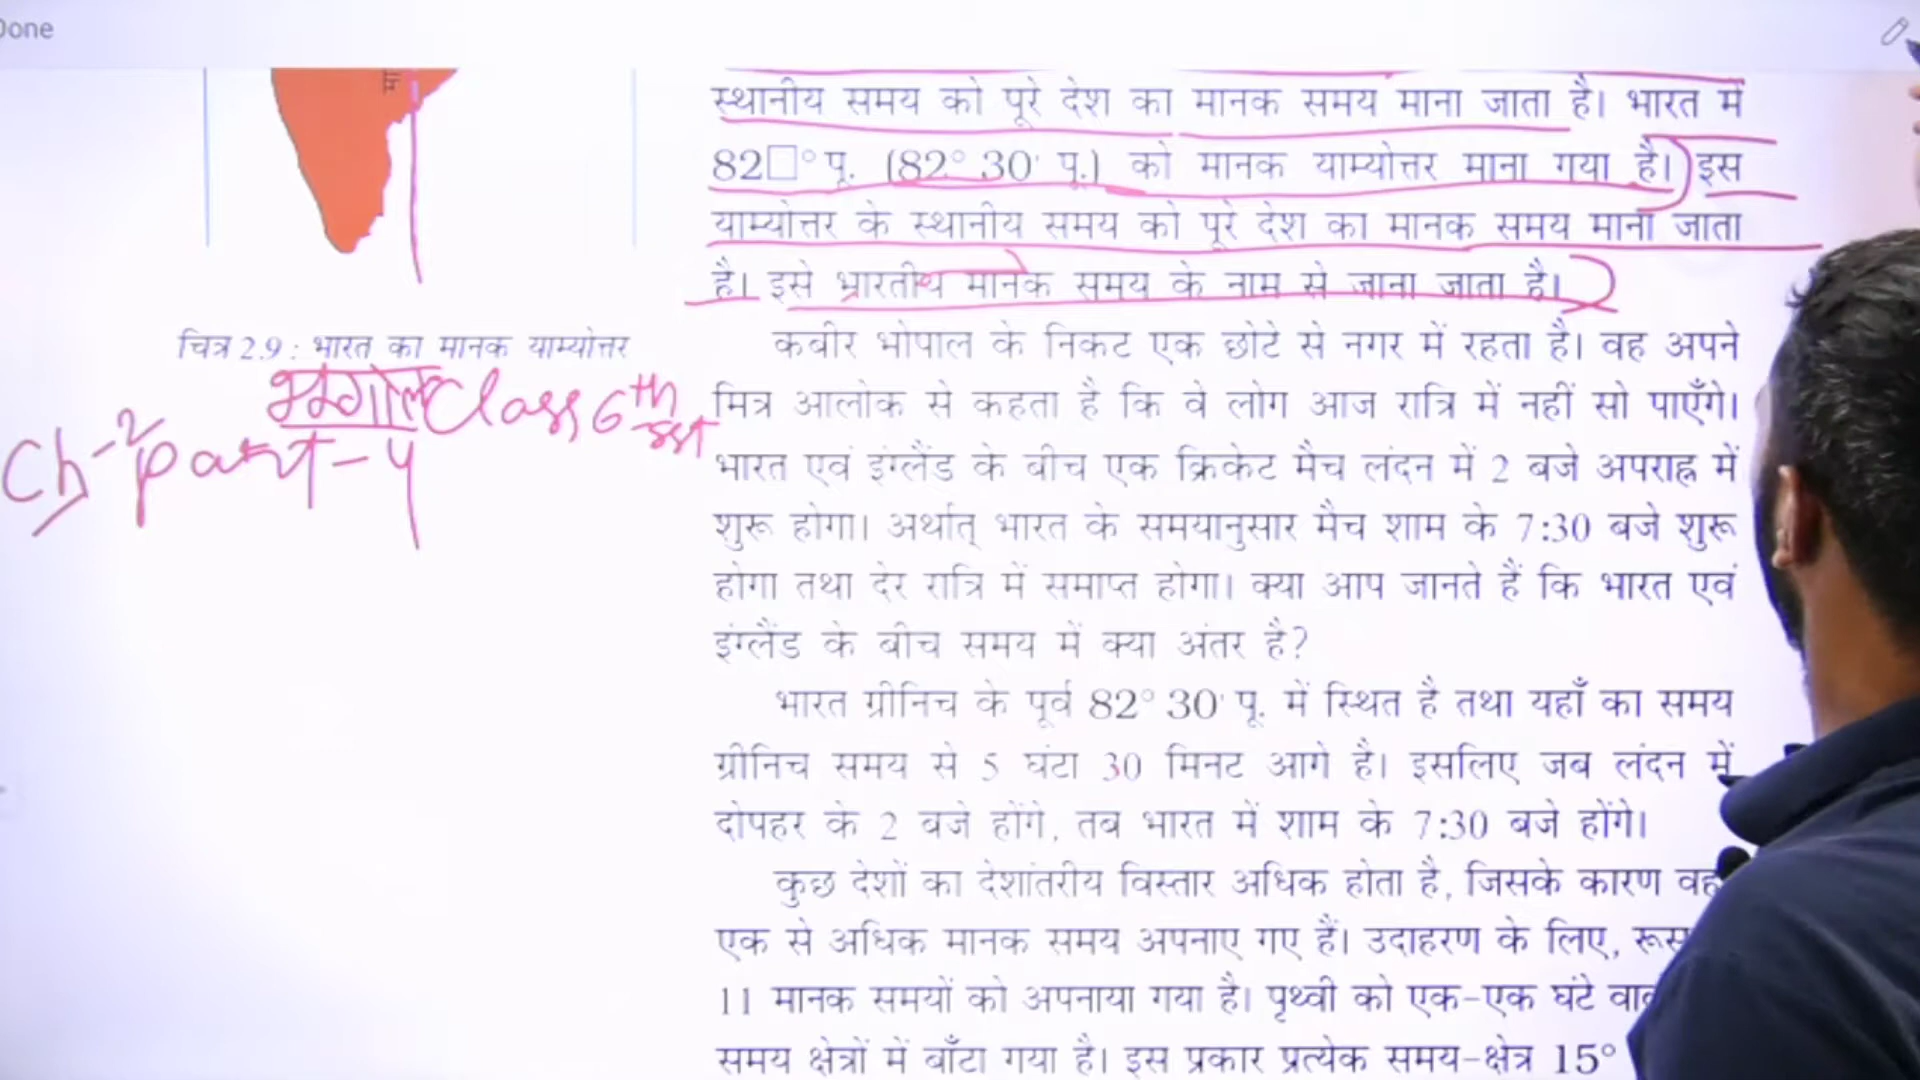 Done
मा
स्थानीय समय को पूरे देश का मानक समय माना जाता है। भारत में
82□° पू. (82° 30' पू.) को मानक याम्योत्तर माना गया है। इस
याम्योत्तर के स्थानीय समय को पूरे देश का मानक समय माना जाता
है। इसे भारतीय मानक समय के नाम से जाना जाता है।
चित्र 2.9 : भारत का मानक याम्योत्तर
Class 6th
SST
Ch-2 Part-4
कबीर भोपाल के निकट एक छोटे से नगर में रहता है। वह अपने
मित्र आलोक से कहता है कि वे लोग आज रात्रि में नहीं सो पाएँगे।
भारत एवं इंग्लैंड के बीच एक क्रिकेट मैच लंदन में 2 बजे अपराह्न में
शुरू होगा। अर्थात् भारत के समयानुसार मैच शाम के 7:30 बजे शुरू
होगा तथा देर रात्रि में समाप्त होगा। क्या आप जानते हैं कि भारत एवं
इंग्लैंड के बीच समय में क्या अंतर है?
भारत ग्रीनिच के पूर्व 82° 30' पू. में स्थित है तथा यहाँ का समय
ग्रीनिच समय से 5 घंटा 30 मिनट आगे है। इसलिए जब लंदन में
दोपहर के 2 बजे होंगे, तब भारत में शाम के 7:30 बजे होंगे।
कुछ देशों का देशांतरीय विस्तार अधिक होता है, जिसके कारण वह
एक से अधिक मानक समय अपनाए गए हैं। उदाहरण के लिए, रूस
11 मानक समयों को अपनाया गया है। पृथ्वी को एक-एक घंटे
समय क्षेत्रों में बाँटा गया है। इस प्रकार प्रत्येक समय-क्षेत्र 15°